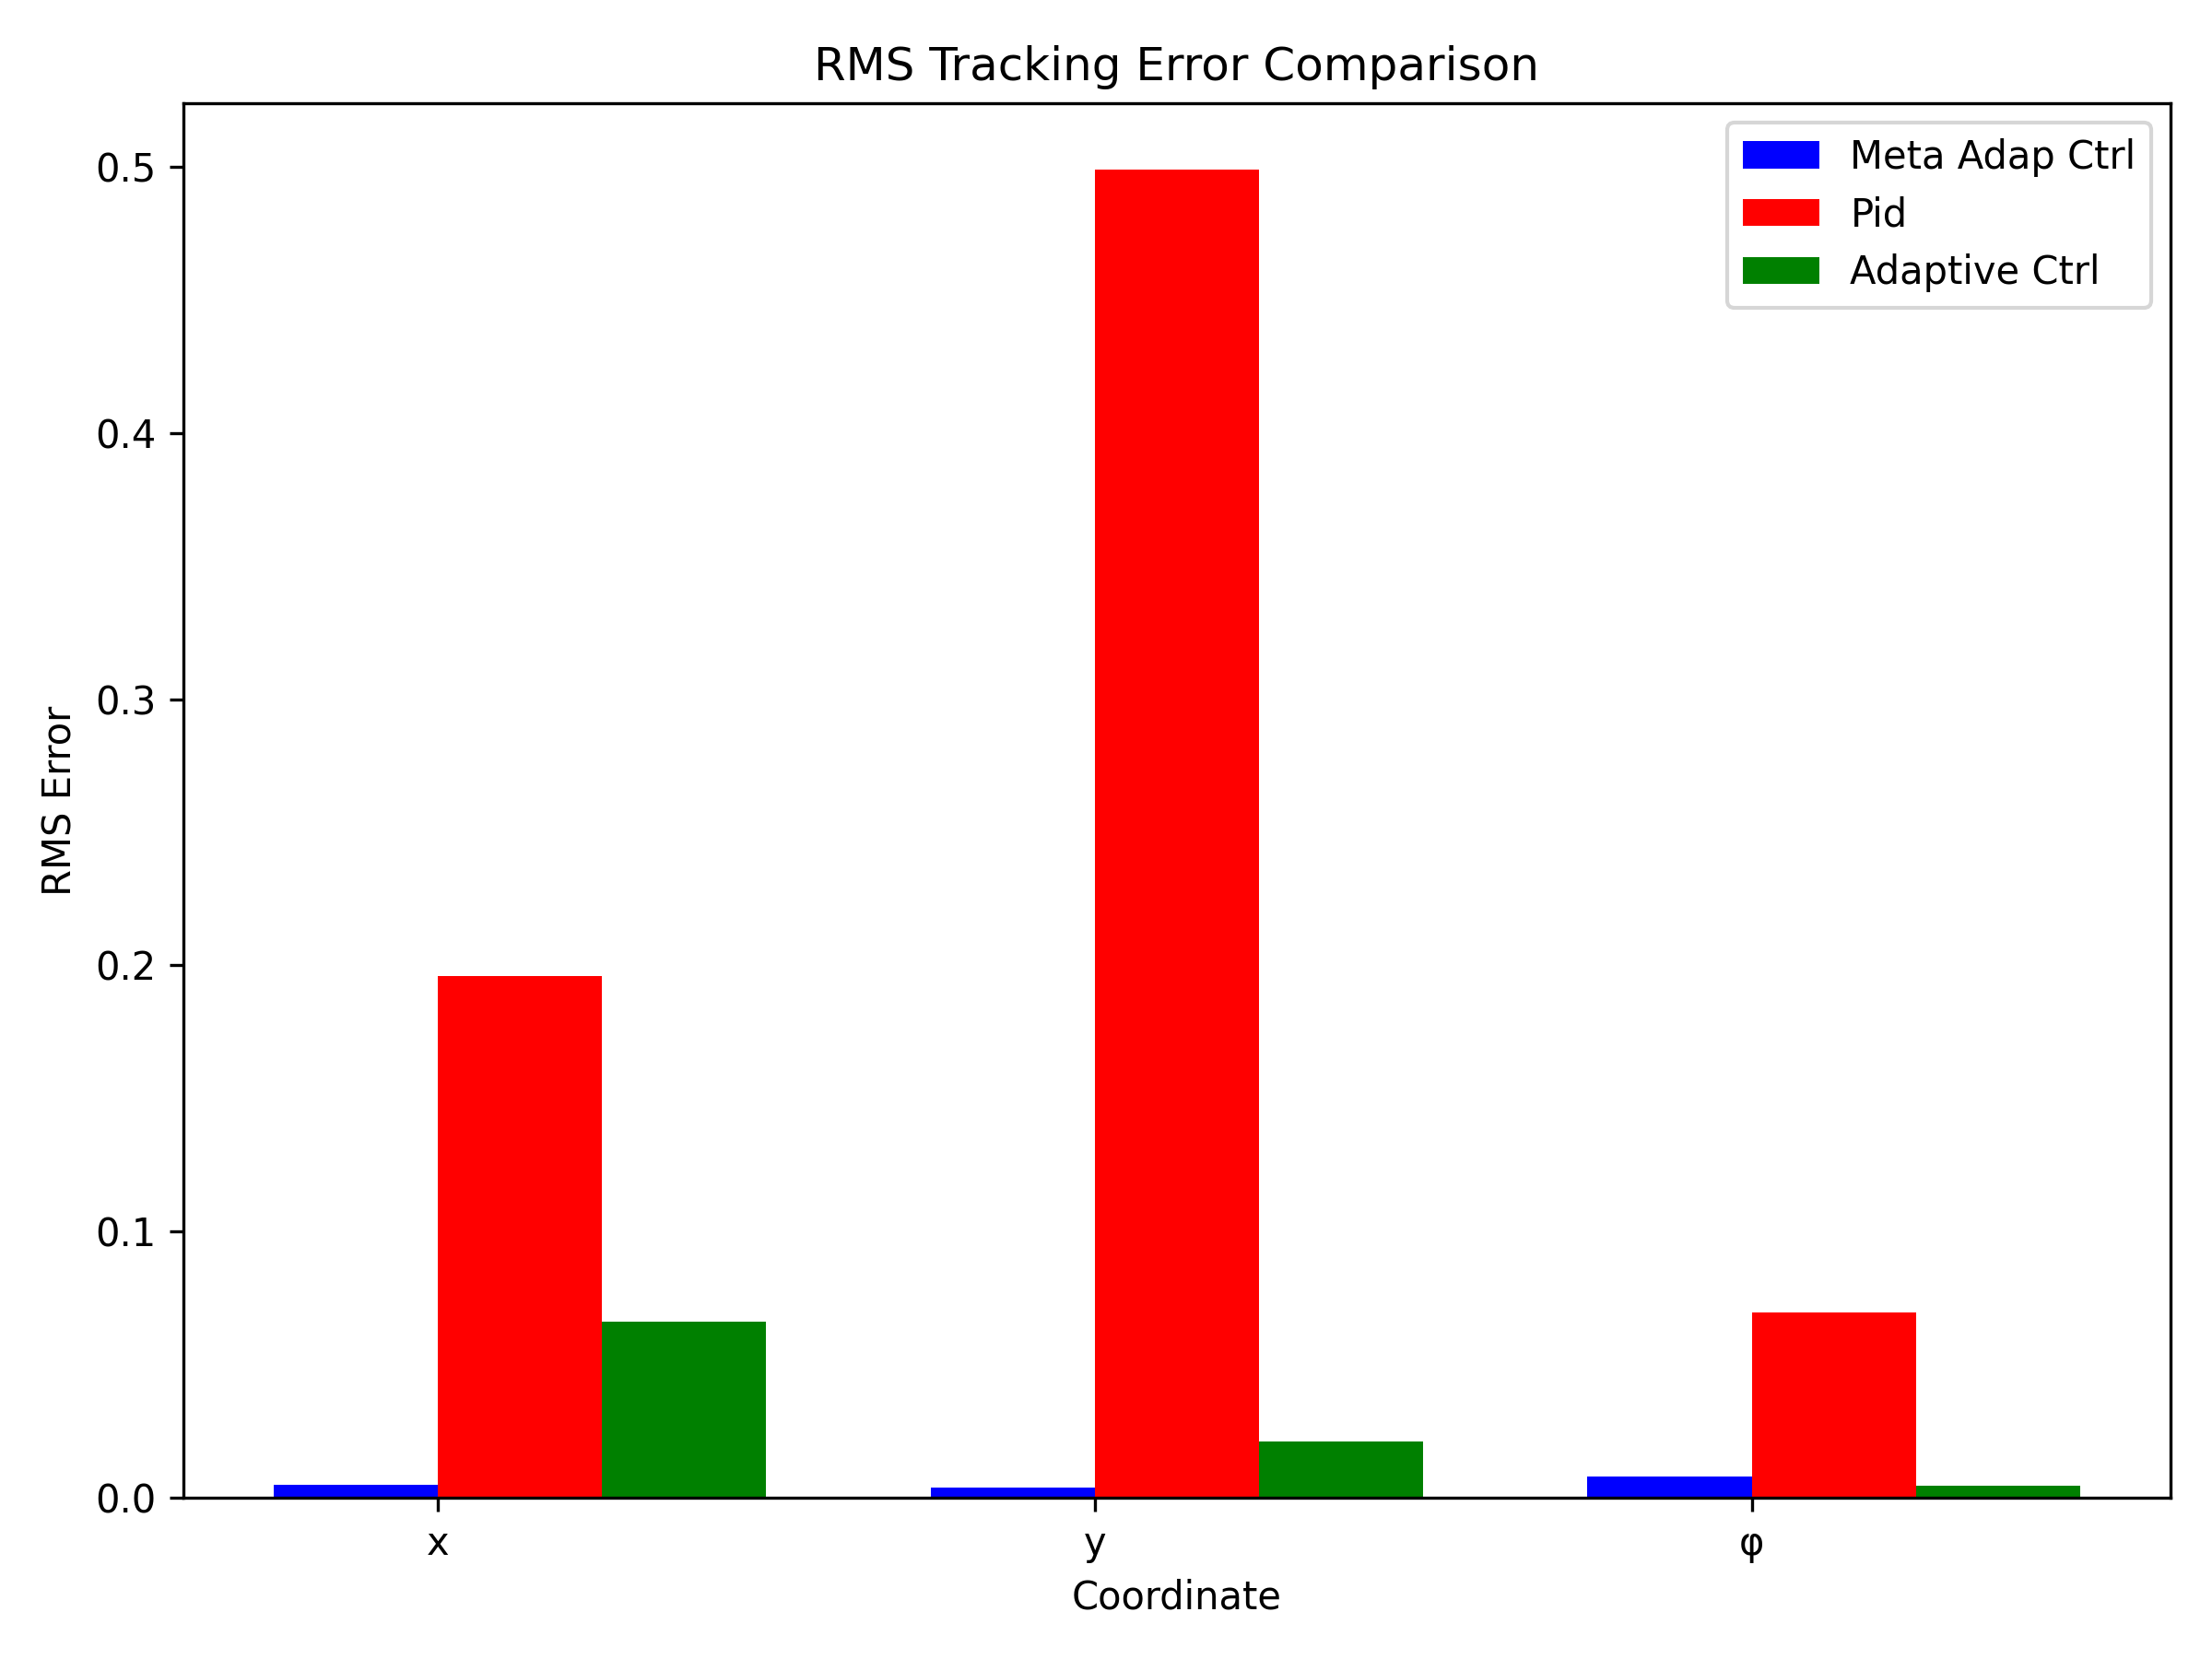 RMS Tracking Error Comparison
Meta Adap Ctrl
Pid
Adaptive Ctrl
RMS Error
0.5
0.4
0.3
0.2
0.1
0.0
x
y
φ
Coordinate